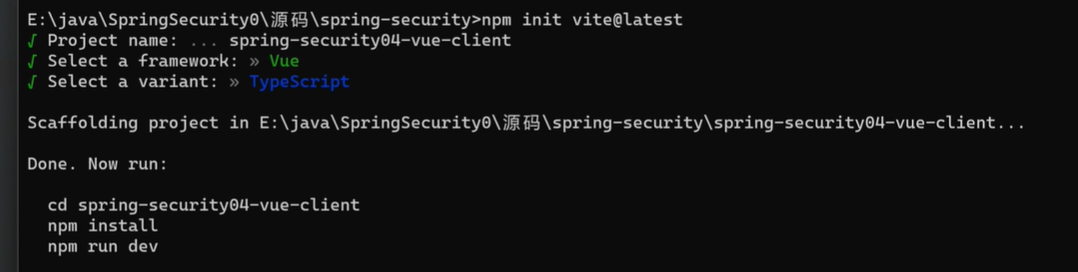 E:\java\SpringSecurity0\源码\spring-security>npm init vite@latest
√ Project name: ... spring-security04-vue-client
√ Select a framework: » Vue
√ Select a variant: » TypeScript
Scaffolding project in E:\java\SpringSecurity0\源码\spring-security\spring-security04-vue-client...
Done. Now run:
cd spring-security04-vue-client
npm install
npm run dev